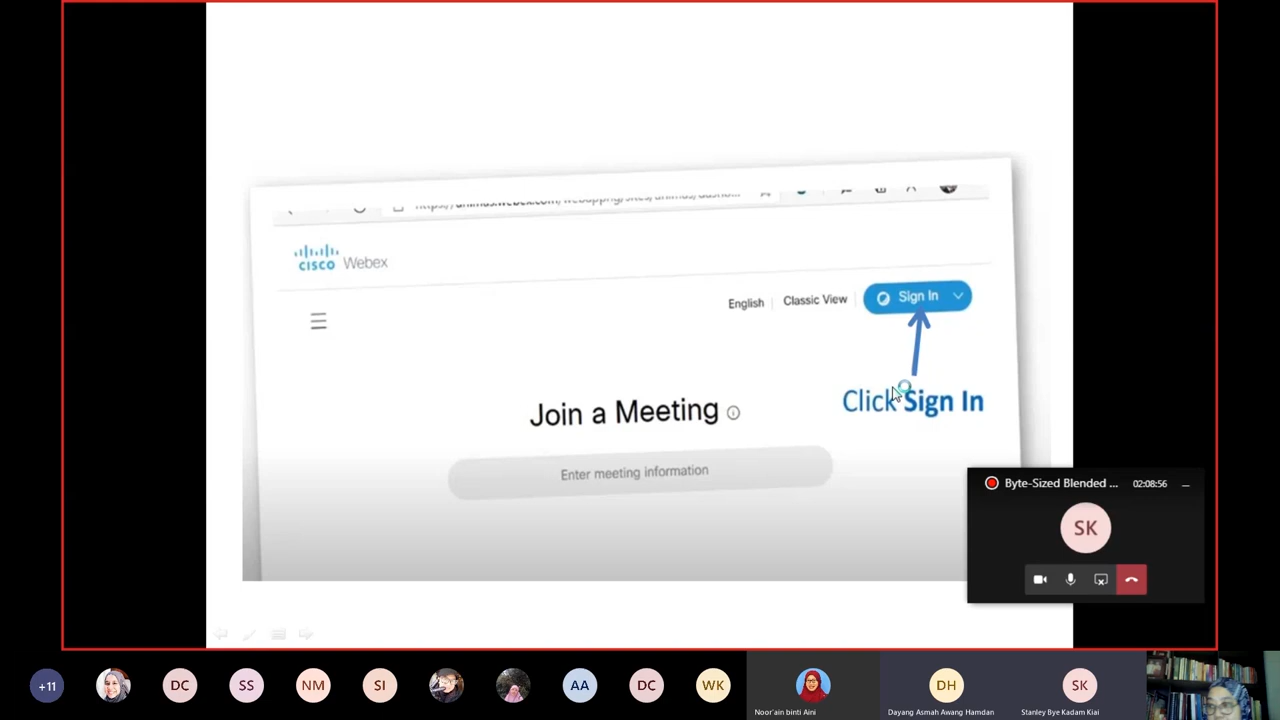 CISCO Webex
English
Classic View
Sign In
Click Sign In
Join a Meeting
Enter meeting information
Byte-Sized Blended ...
02:08:56
SK
+11
DC
SS
NM
SI
AA
DC
WK
DH
SK
Noor'ain binti Aini
Dayang Asmah Awang Hamdan
Stanley Bye Kadam Kiai